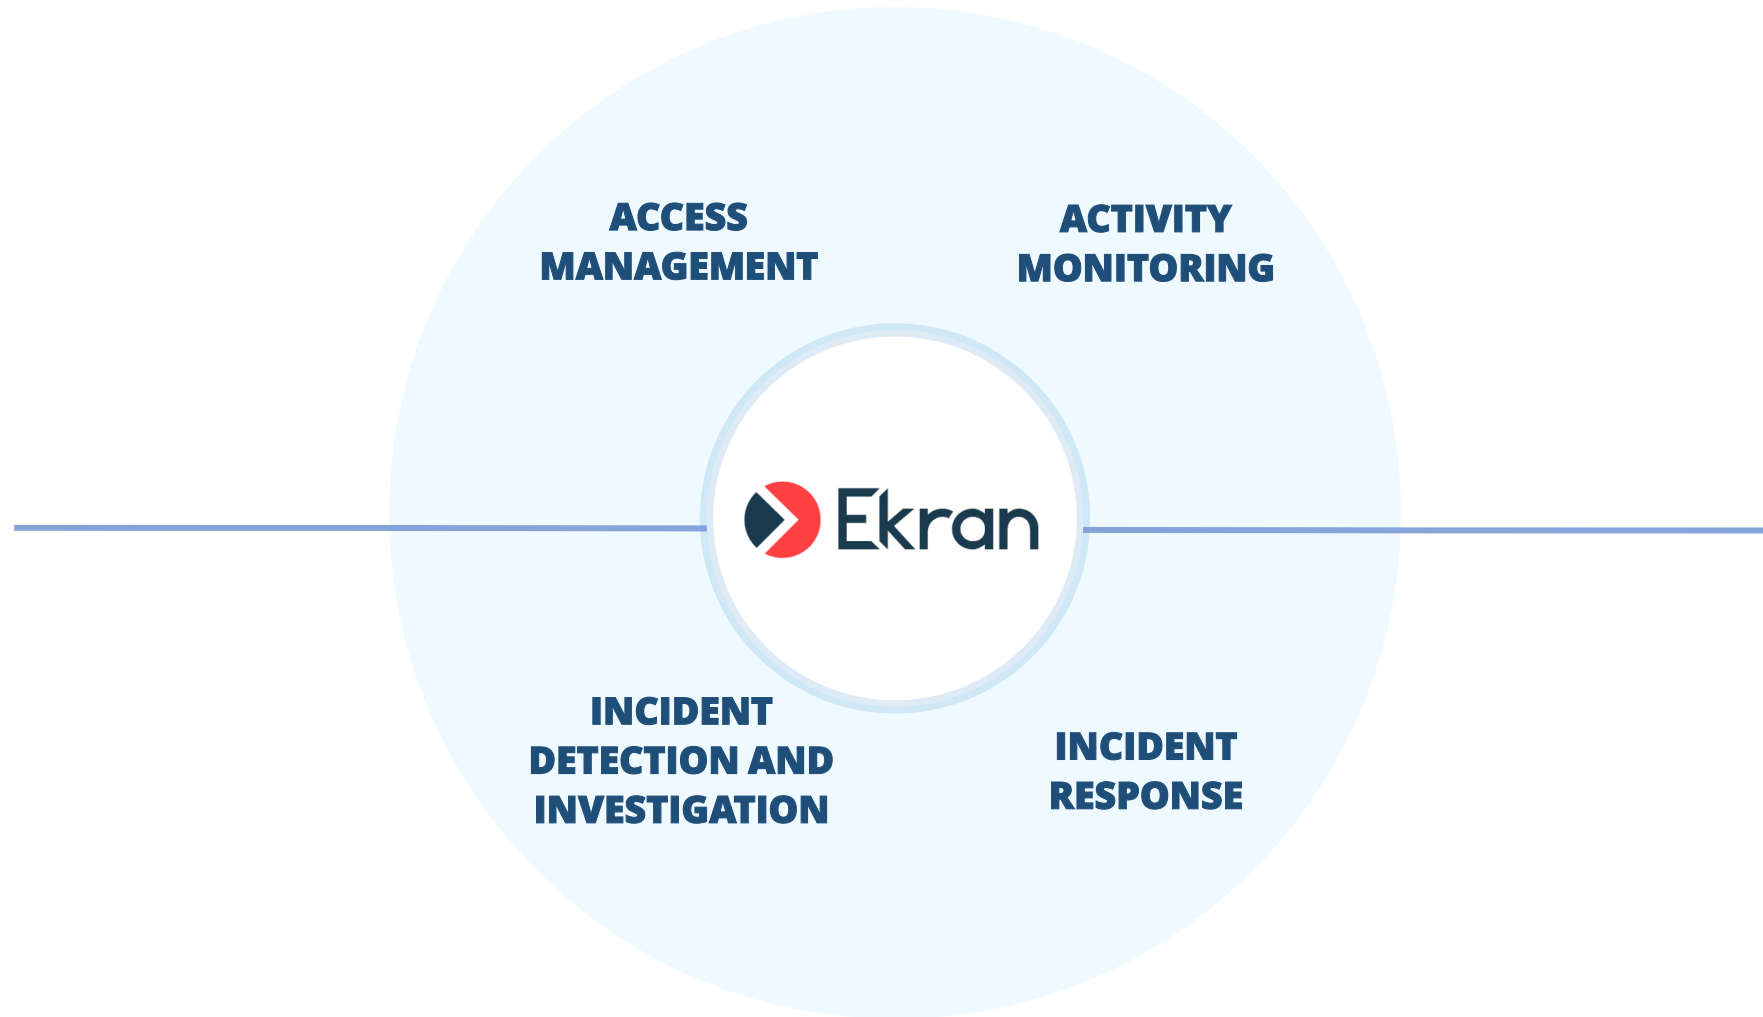 ACCESS
MANAGEMENT
ACTIVITY
MONITORING
Ekran
INCIDENT
DETECTION AND
INVESTIGATION
INCIDENT
RESPONSE